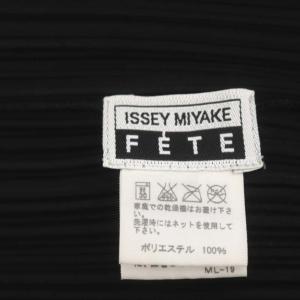 ISSEY MIYAKE
FÊTE
家庭での乾燥機はお避け下さい。
洗濯時にはネットを使用して
下さい。
ポリエステル 100%
ML-19